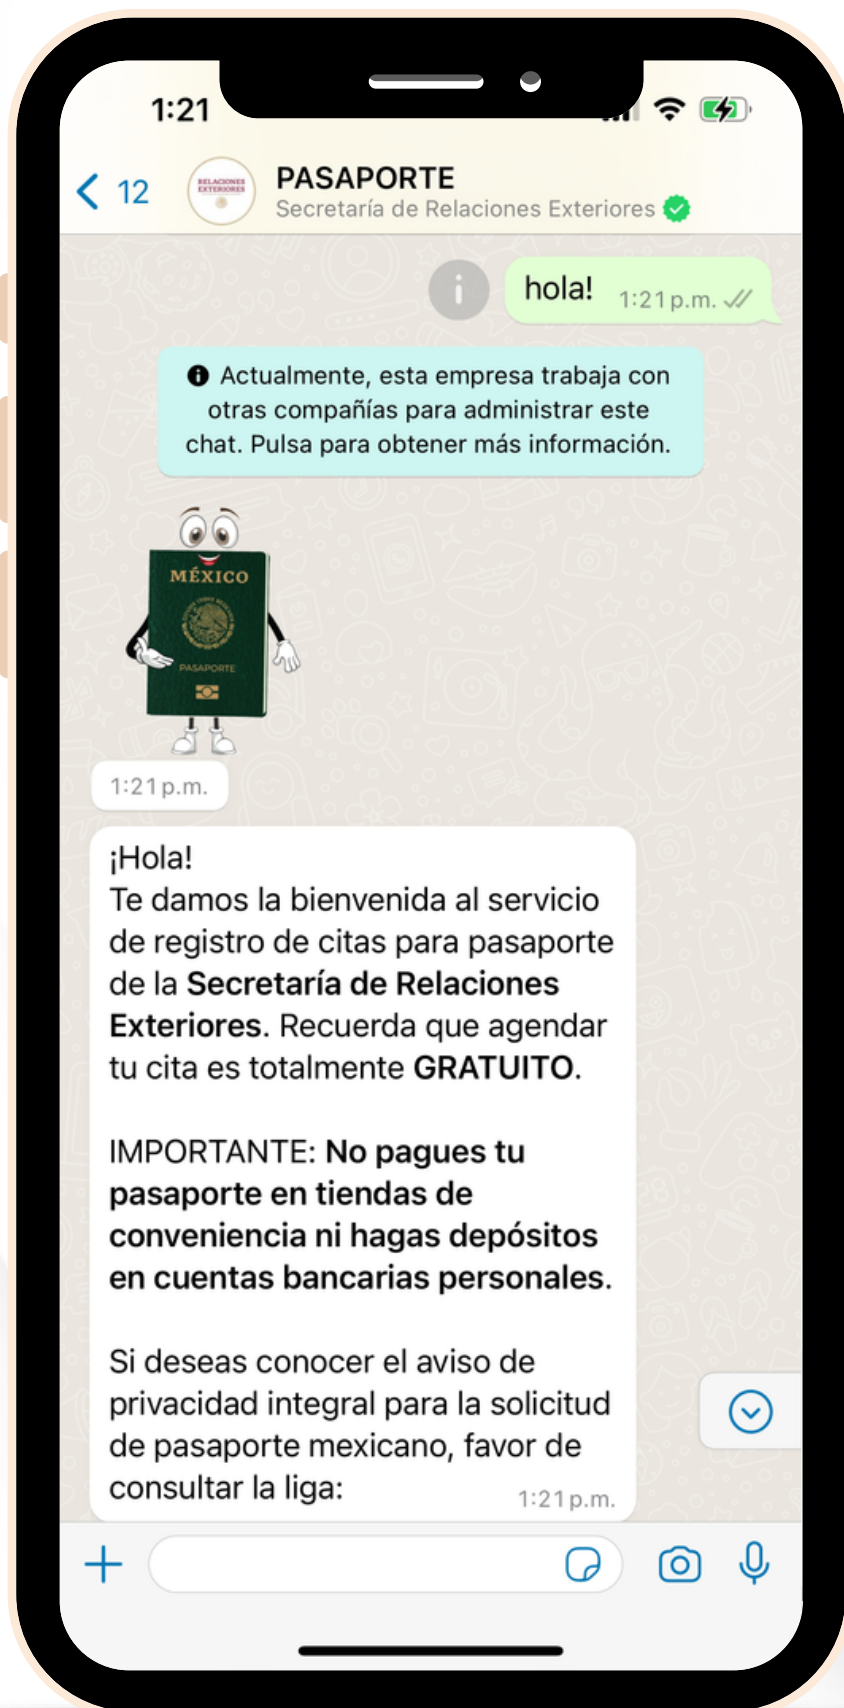 1:21
12
RELACIONES
EXTERIORES
PASAPORTE
Secretaría de Relaciones Exteriores
hola! 1:21 p.m.
Actualmente, esta empresa trabaja con
otras compañías para administrar este
chat. Pulsa para obtener más información.
MÉXICO
PASAPORTE
1:21 p.m.
¡Hola!
Te damos la bienvenida al servicio
de registro de citas para pasaporte
de la Secretaría de Relaciones
Exteriores. Recuerda que agendar
tu cita es totalmente GRATUITO.
IMPORTANTE: No pagues tu
pasaporte en tiendas de
conveniencia ni hagas depósitos
en cuentas bancarias personales.
Si deseas conocer el aviso de
privacidad integral para la solicitud
de pasaporte mexicano, favor de
consultar la liga: 1:21 p.m.